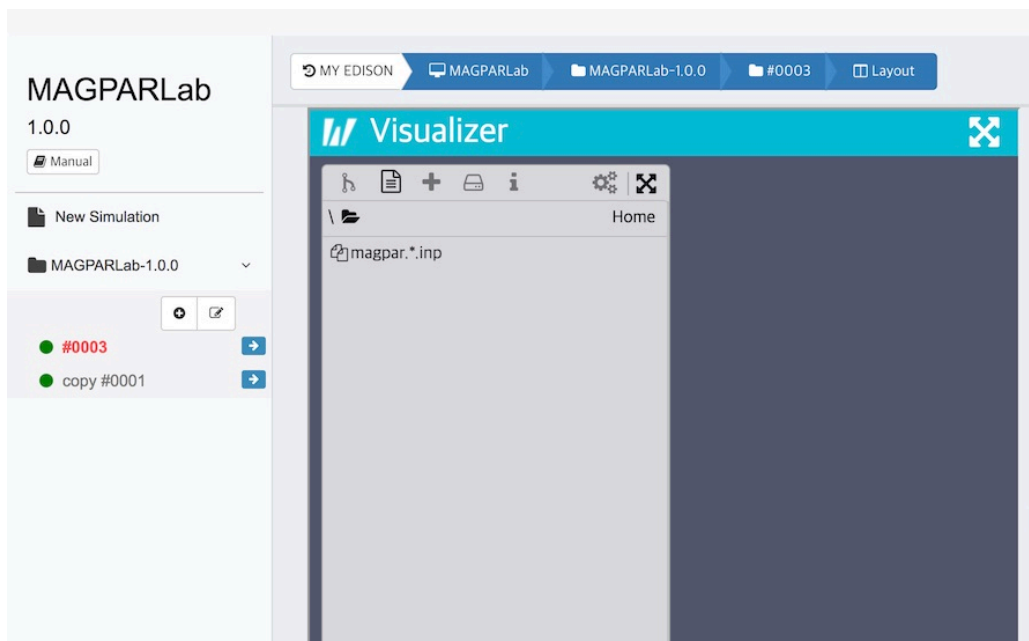 MAGPARLab
1.0.0
Manual
New Simulation
MAGPARLab-1.0.0
#0003
copy #0001
MY EDISON MAGPARLab MAGPARLab-1.0.0 #0003 Layout
Visualizer
\ Home
magpar.*.inp